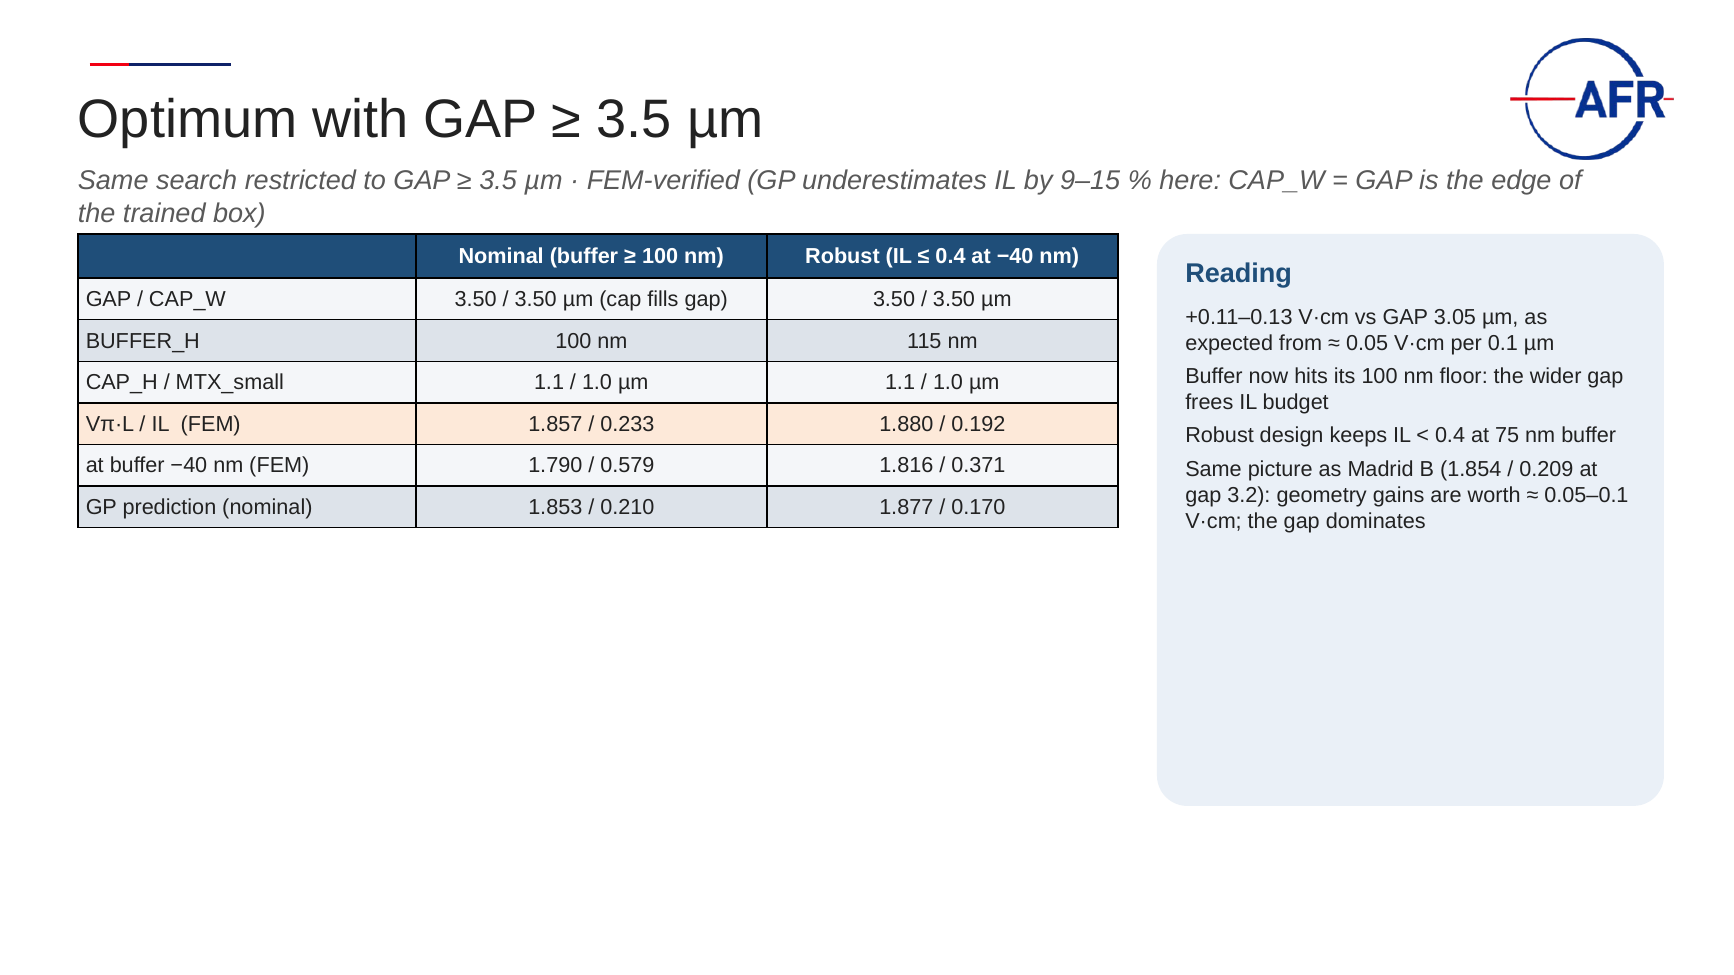 AFR
Optimum with GAP ≥ 3.5 µm
Same search restricted to GAP ≥ 3.5 µm · FEM-verified (GP underestimates IL by 9–15 % here: CAP_W = GAP is the edge of
the trained box)
Nominal (buffer ≥ 100 nm) Robust (IL ≤ 0.4 at −40 nm)
GAP / CAP_W 3.50 / 3.50 µm (cap fills gap) 3.50 / 3.50 µm
BUFFER_H 100 nm 115 nm
CAP_H / MTX_small 1.1 / 1.0 µm 1.1 / 1.0 µm
Vπ·L / IL (FEM) 1.857 / 0.233 1.880 / 0.192
at buffer −40 nm (FEM) 1.790 / 0.579 1.816 / 0.371
GP prediction (nominal) 1.853 / 0.210 1.877 / 0.170
Reading
+0.11–0.13 V·cm vs GAP 3.05 µm, as
expected from ≈ 0.05 V·cm per 0.1 µm
Buffer now hits its 100 nm floor: the wider gap
frees IL budget
Robust design keeps IL < 0.4 at 75 nm buffer
Same picture as Madrid B (1.854 / 0.209 at
gap 3.2): geometry gains are worth ≈ 0.05–0.1
V·cm; the gap dominates